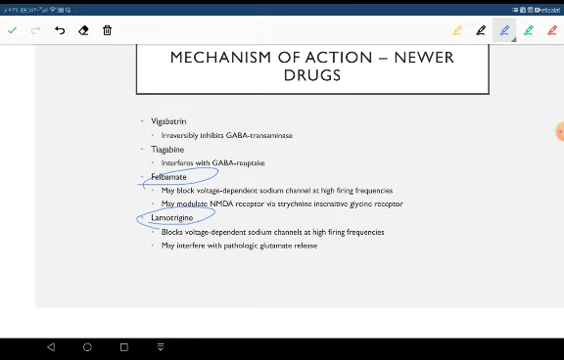 MECHANISM OF ACTION – NEWER
DRUGS
• Vigabatrin
• Irreversibly inhibits GABA-transaminase
• Tiagabine
• Interferes with GABA-reuptake
• Felbamate
• May block voltage-dependent sodium channel at high firing frequencies
• May modulate NMDA receptor via strychnine insensitive glycine receptor
• Lamotrigine
• Blocks voltage-dependent sodium channels at high firing frequencies
• May interfere with pathologic glutamate release